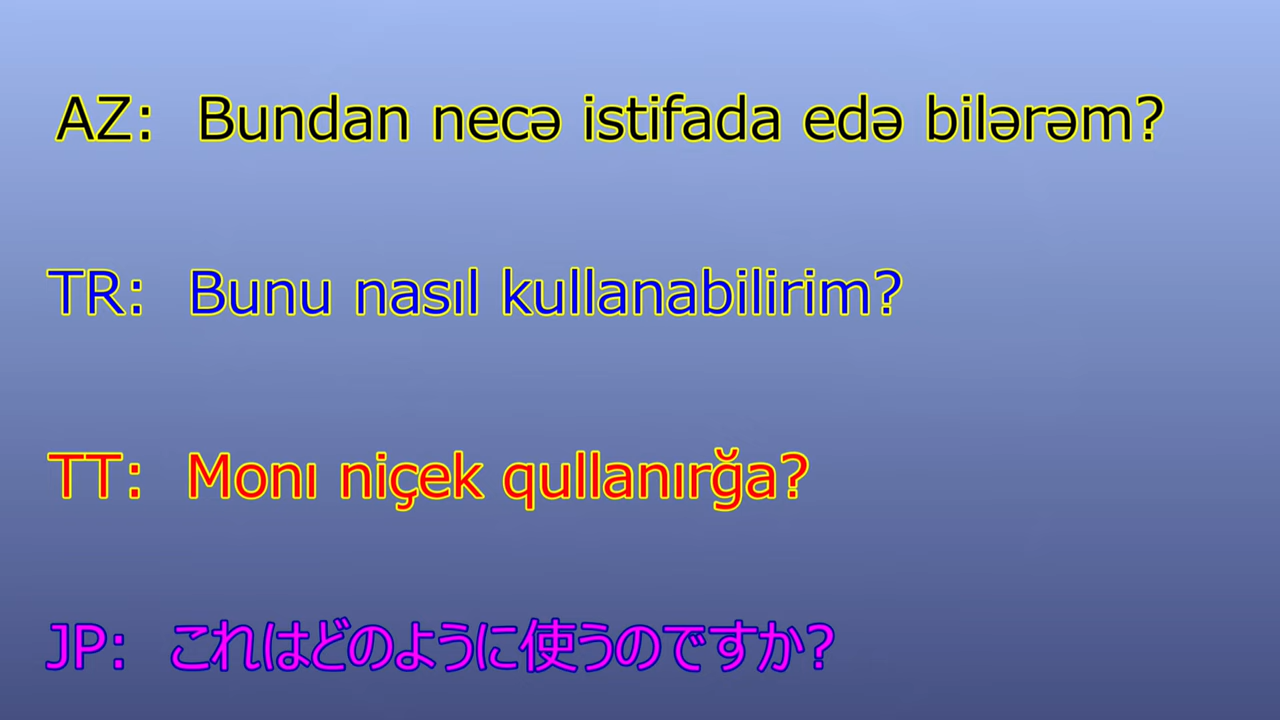 AZ: Bundan necə istifada edə bilərəm?
TR: Bunu nasıl kullanabilirim?
TT: Monı niçek qullanırğa?
JP: これはどのように使うのですか?